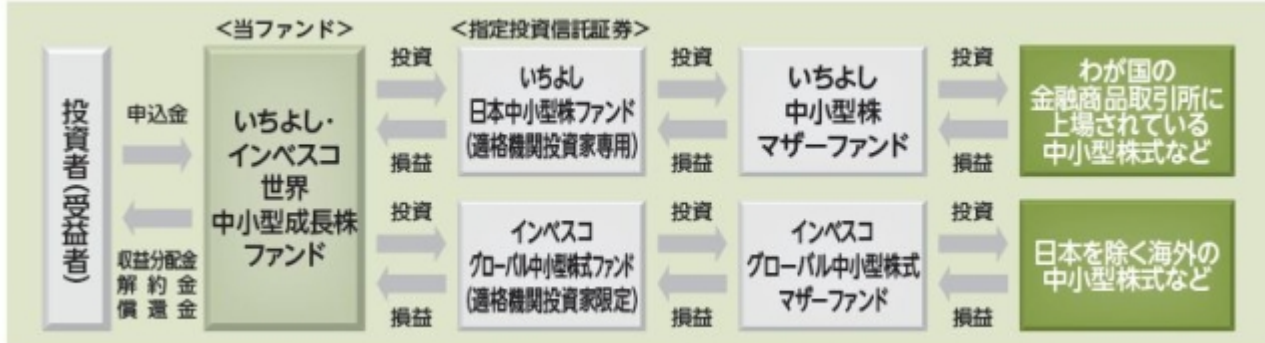 <当ファンド>
<指定投資信託証券>
投資者(受益者)
申込金
収益分配金
解約金
償還金
いちよし・
インベスコ
世界
中小型成長株
ファンド
投資
損益
いちよし
日本中小型株ファンド
(適格機関投資家専用)
投資
損益
いちよし
中小型株
マザーファンド
投資
損益
わが国の
金融商品取引所に
上場されている
中小型株式など
投資
損益
インベスコ
グローバル中小型株式ファンド
(適格機関投資家限定)
投資
損益
インベスコ
グローバル中小型株式
マザーファンド
投資
損益
日本を除く海外の
中小型株式など